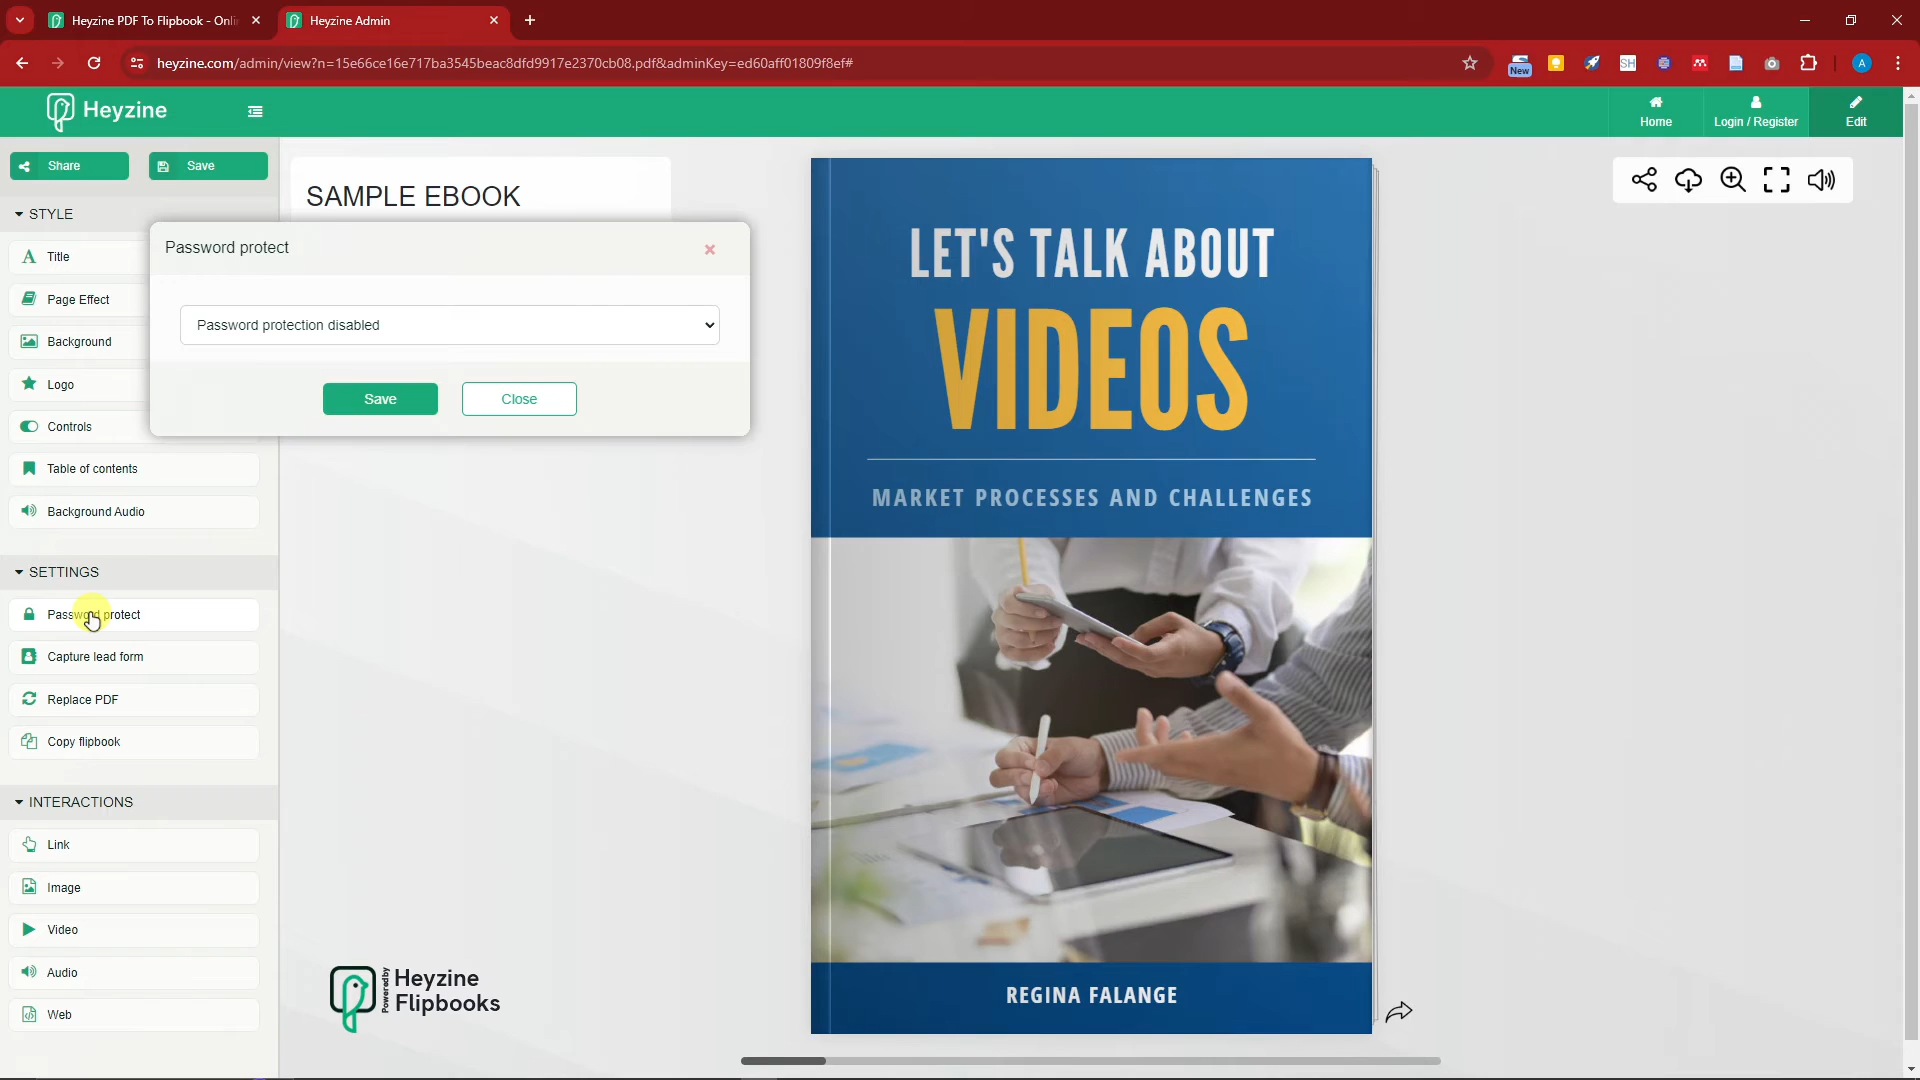 Heyzine PDF To Flipbook - Onli
Heyzine Admin
heyzine.com/admin/view?n=15e66ce16e717ba3545beac8dfd9917e2370cb08.pdf&adminKey=ed60aff01809f8ef#
New
SH
A
Heyzine
Home
Login / Register
Edit
Share
Save
STYLE
Title
Page Effect
Background
Logo
Controls
Table of contents
Background Audio
SETTINGS
Password protect
Capture lead form
Replace PDF
Copy flipbook
INTERACTIONS
Link
Image
Video
Audio
Web
SAMPLE EBOOK
Password protect
Password protection disabled
Save
Close
LET'S TALK ABOUT
VIDEOS
MARKET PROCESSES AND CHALLENGES
REGINA FALANGE
Powered by
Heyzine
Flipbooks